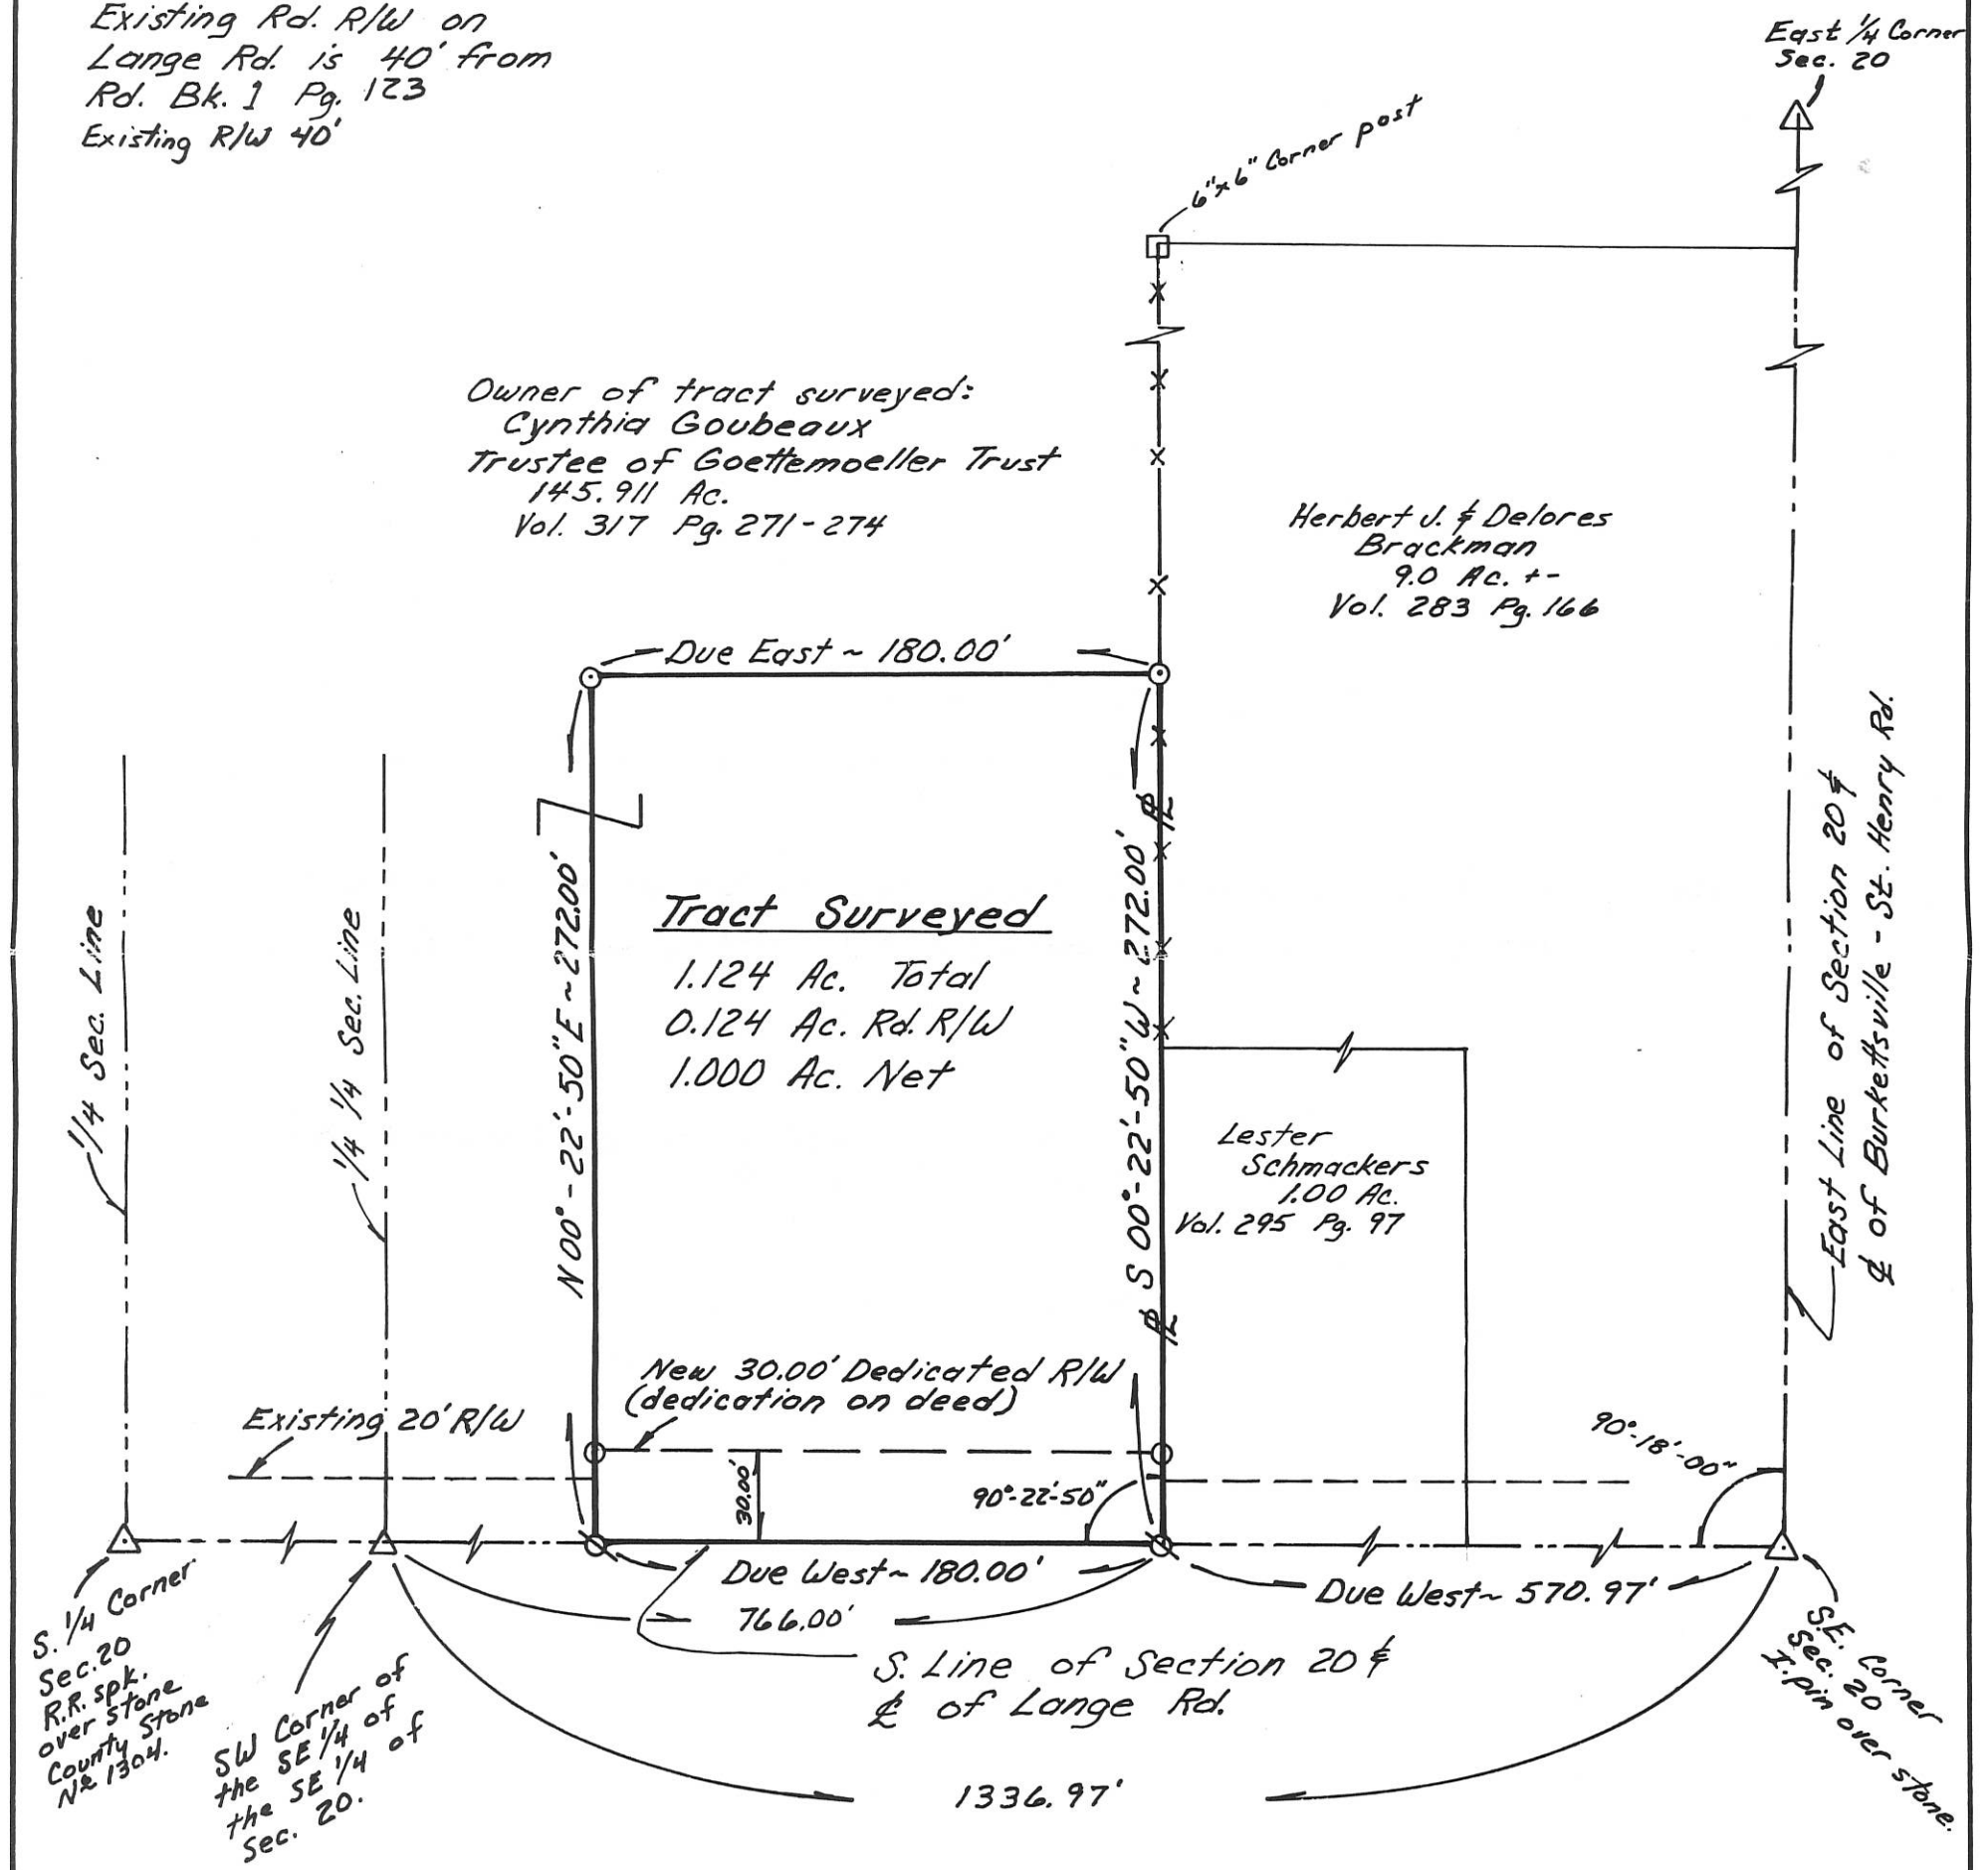 Existing Rd. R/W on
Lange Rd. is 40' from
Rd. Bk. 1 Pg. 123
Existing R/W 40'
East 1/4 Corner
Sec. 20
6"x6" Corner post
Owner of tract surveyed:
Cynthia Goubeaux
Trustee of Goettemoeller Trust
145.911 Ac.
Vol. 317 Pg. 271-274
Herbert J. & Delores
Brackman
9.0 Ac. +-
Vol. 283 Pg. 166
Due East ~ 180.00'
N 00°-22'-50" E ~ 272.00'
S 00°-22'-50" W ~ 272.00'
PL
PL
Tract Surveyed
1.124 Ac. Total
0.124 Ac. Rd. R/W
1.000 Ac. Net
1/4 Sec. Line
1/4 1/4 Sec. Line
East Line of Section 20 &
℄ of Burkettsville - St. Henry Rd.
Lester
Schmackers
1.00 Ac.
Vol. 295 Pg. 97
New 30.00' Dedicated R/W
(dedication on deed)
Existing 20' R/W
30.00'
90°-22'-50"
90°-18'-00"
Due West ~ 180.00'
Due West ~ 570.97'
766.00'
S. Line of Section 20 &
℄ of Lange Rd.
1336.97'
S. 1/4 Corner
Sec. 20
R.R. spk.
over stone
County Stone
No 1304.
SW Corner of
the SE 1/4 of
the SE 1/4 of
Sec. 20.
S.E. Corner
Sec. 20
I. pin over stone.